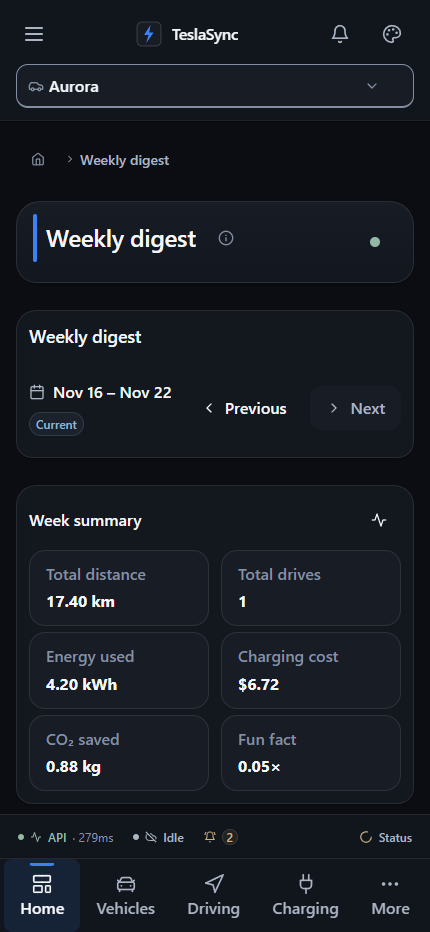 TeslaSync
Aurora
Weekly digest
Weekly digest
Weekly digest
Nov 16 – Nov 22
Current
Previous
Next
Week summary
Total distance
17.40 km
Total drives
1
Energy used
4.20 kWh
Charging cost
$6.72
CO₂ saved
0.88 kg
Fun fact
0.05×
API · 279ms
Idle
2
Status
Home
Vehicles
Driving
Charging
More